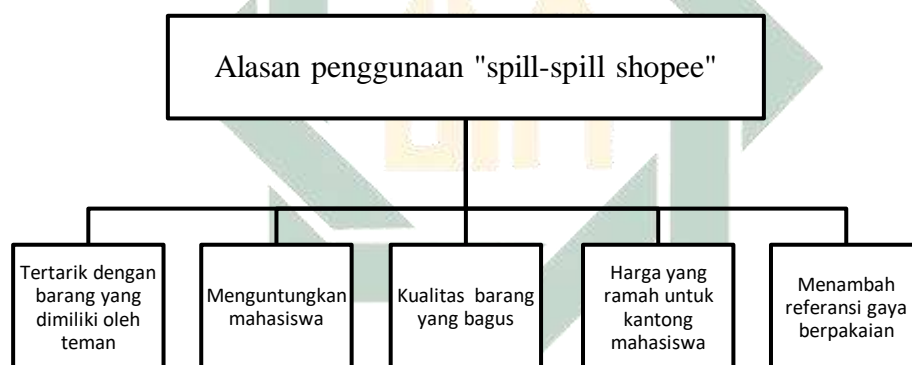 Alasan penggunaan "spill-spill shopee"
Tertarik dengan
barang yang
dimiliki oleh
teman
Menguntungkan
mahasiswa
Kualitas barang
yang bagus
Harga yang
ramah untuk
kantong
mahasiswa
Menambah
referansi gaya
berpakaian